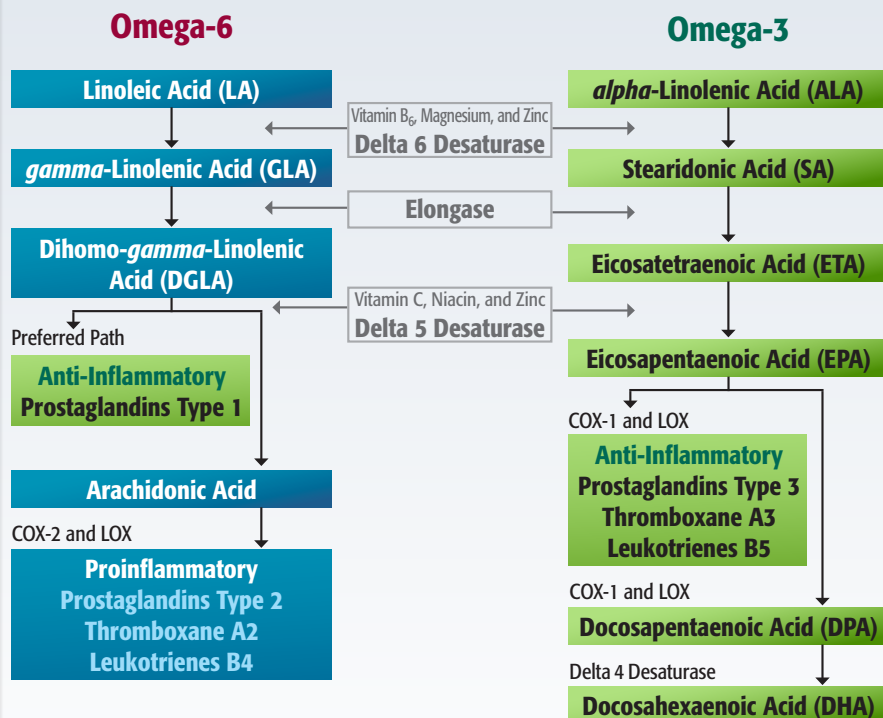 Omega-6
Linoleic Acid (LA)
gamma-Linolenic Acid (GLA)
Dihomo-gamma-Linolenic
Acid (DGLA)
Preferred Path
Anti-Inflammatory
Prostaglandins Type 1
Arachidonic Acid
COX-2 and LOX
Proinflammatory
Prostaglandins Type 2
Thromboxane A2
Leukotrienes B4
Vitamin B₆, Magnesium, and Zinc
Delta 6 Desaturase
Elongase
Vitamin C, Niacin, and Zinc
Delta 5 Desaturase
Omega-3
alpha-Linolenic Acid (ALA)
Stearidonic Acid (SA)
Eicosatetraenoic Acid (ETA)
Eicosapentaenoic Acid (EPA)
COX-1 and LOX
Anti-Inflammatory
Prostaglandins Type 3
Thromboxane A3
Leukotrienes B5
COX-1 and LOX
Docosapentaenoic Acid (DPA)
Delta 4 Desaturase
Docosahexaenoic Acid (DHA)